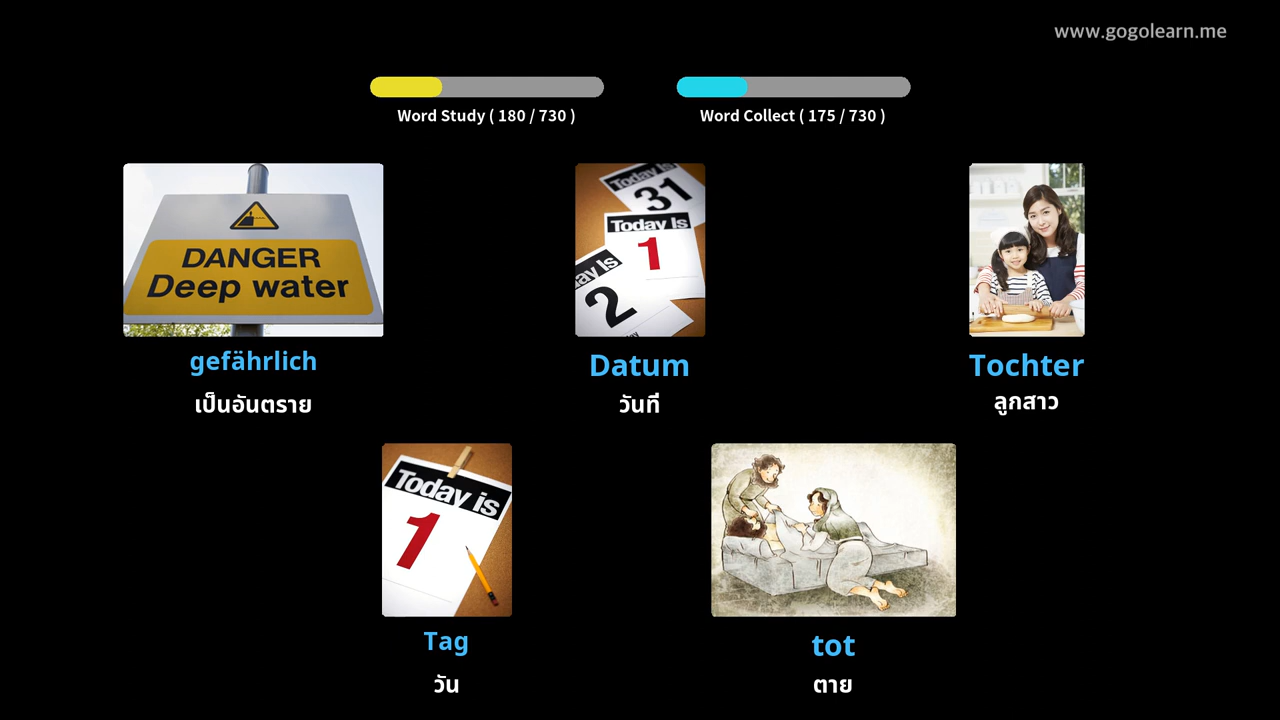 www.gogolearn.me
Word Study ( 180 / 730 )
Word Collect ( 175 / 730 )
DANGER
Deep water
Today is
31
Today Is
1
ay Is
2
gefährlich
Datum
Tochter
เป็นอันตราย
วันที่
ลูกสาว
Today is
1
Tag
tot
วัน
ตาย